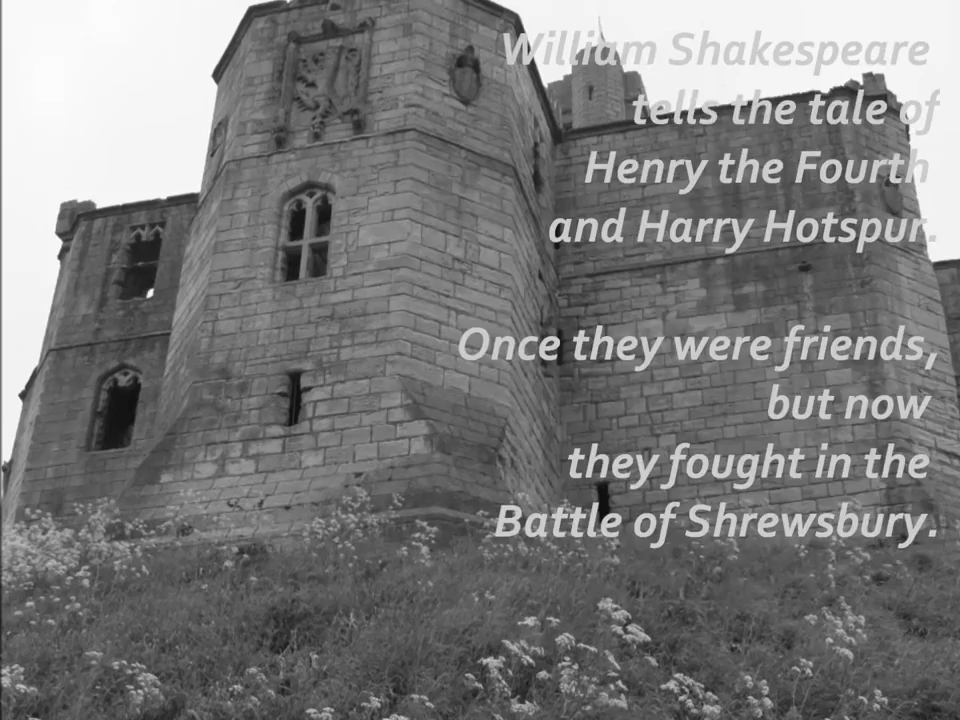 William Shakespeare
tells the tale of
Henry the Fourth
and Harry Hotspur.
Once they were friends,
but now
they fought in the
Battle of Shrewsbury.